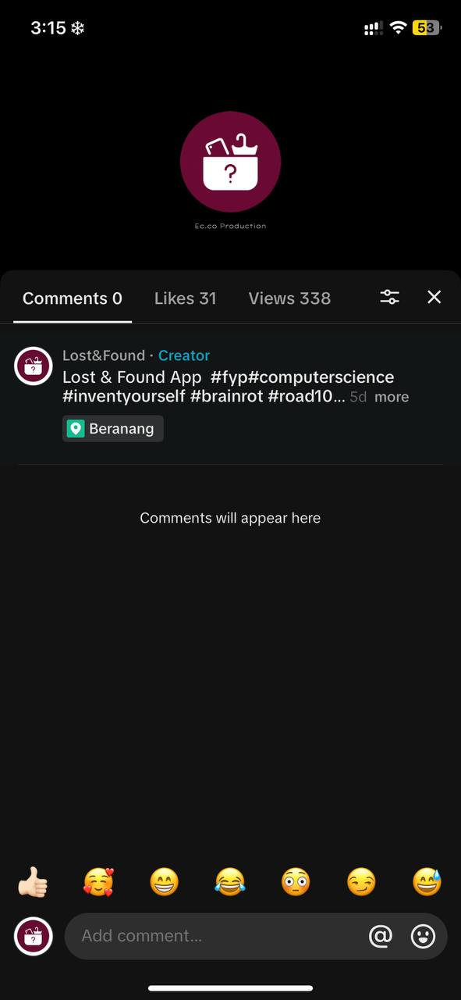 3:15
53
?
Ec.co Production
Comments 0
Likes 31
Views 338
?
Lost&Found · Creator
Lost & Found App #fyp#computerscience
#inventyourself #brainrot #road10... 5d more
Beranang
Comments will appear here
?
Add comment...
@